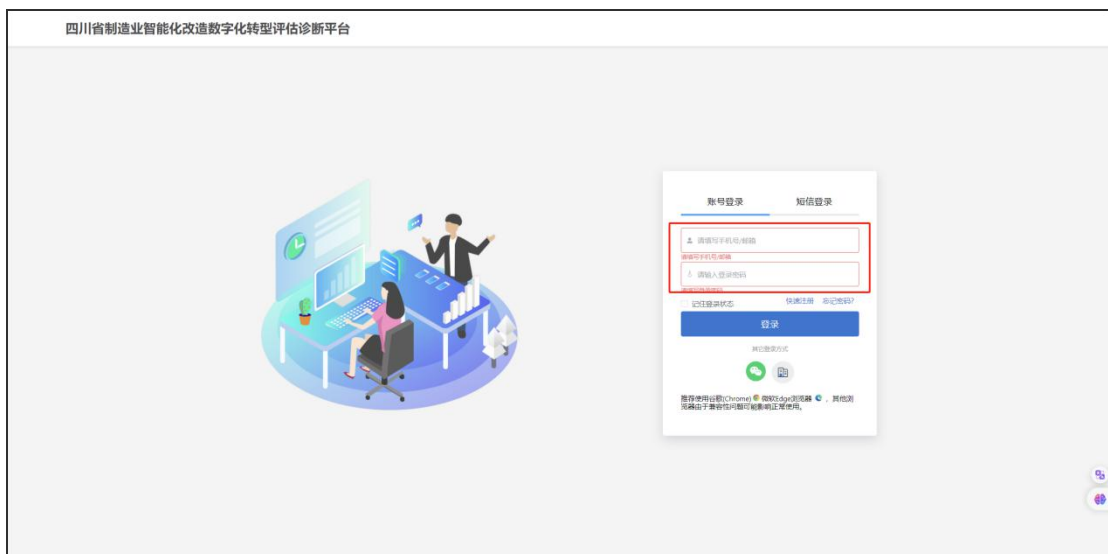 四川省制造业智能化改造数字化转型评估诊断平台
账号登录 短信登录
请填写手机号/邮箱
请填写手机号/邮箱
请输入登录密码
记住登录状态 快速注册 忘记密码?
登录
其它登录方式
推荐使用谷歌(Chrome) 微软Edge浏览器 ，其他浏
览器由于兼容性问题可能影响正常使用。